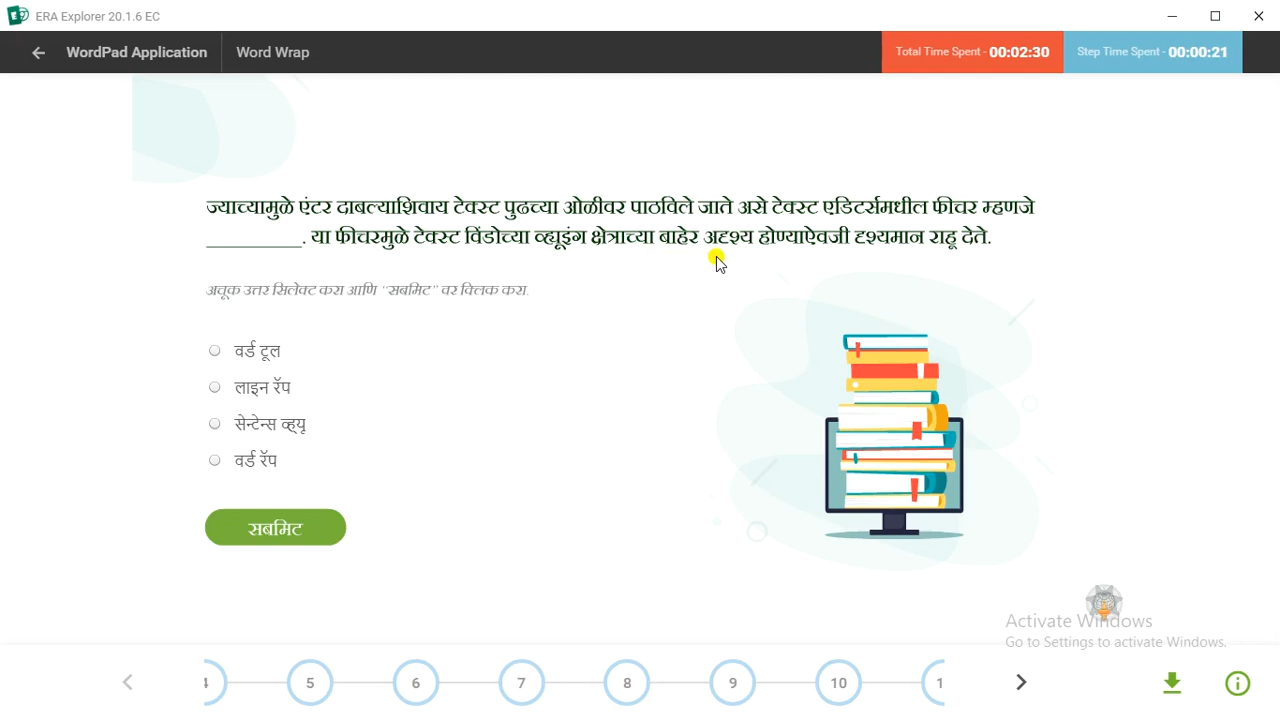 ERA Explorer 20.1.6 EC
WordPad Application
Word Wrap
Total Time Spent - 00:02:30
Step Time Spent - 00:00:21
ज्याच्यामुळे एंटर दाबल्याशिवाय टेक्स्ट पुढच्या ओळीवर पाठविले जाते असे टेक्स्ट एडिटर्समधील फीचर म्हणजे
__________. या फीचरमुळे टेक्स्ट विंडोच्या व्ह्यूइंग क्षेत्राच्या बाहेर अदृश्य होण्याऐवजी दृश्यमान राहू देते.
अचूक उत्तर सिलेक्ट करा आणि “सबमिट” वर क्लिक करा.
वर्ड टूल
लाइन रॅप
सेन्टेन्स व्ह्यू
वर्ड रॅप
सबमिट
Activate Windows
Go to Settings to activate Windows.
4 5 6 7 8 9 10 1